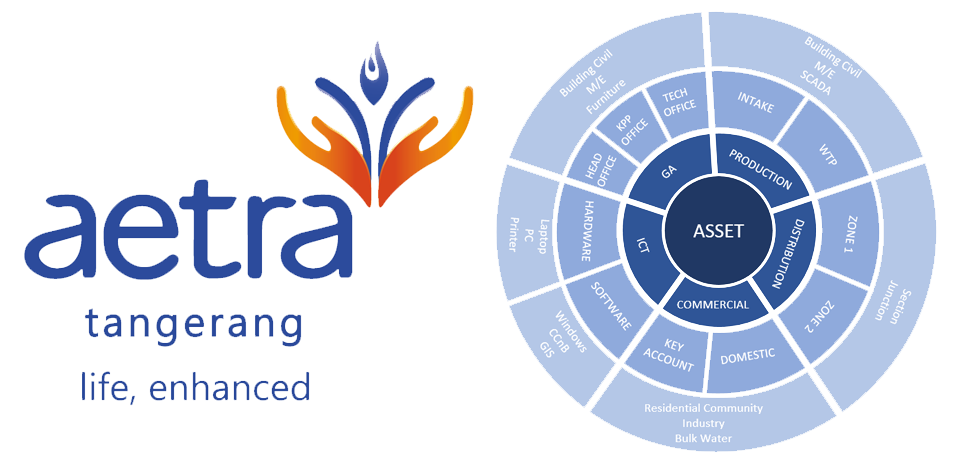 aetra
tangerang
life, enhanced
ASSET
PRODUCTION
DISTRIBUTION
COMMERCIAL
ICT
GA
INTAKE
WTP
ZONE 1
ZONE 2
DOMESTIC
KEY
ACCOUNT
SOFTWARE
HARDWARE
HEAD
OFFICE
KPP
OFFICE
TECH
OFFICE
Building Civil
M/E
SCADA
Section
Junction
Residential Community
Industry
Bulk Water
Windows
CCnB
GIS
Laptop
PC
Printer
Building Civil
M/E
Furniture